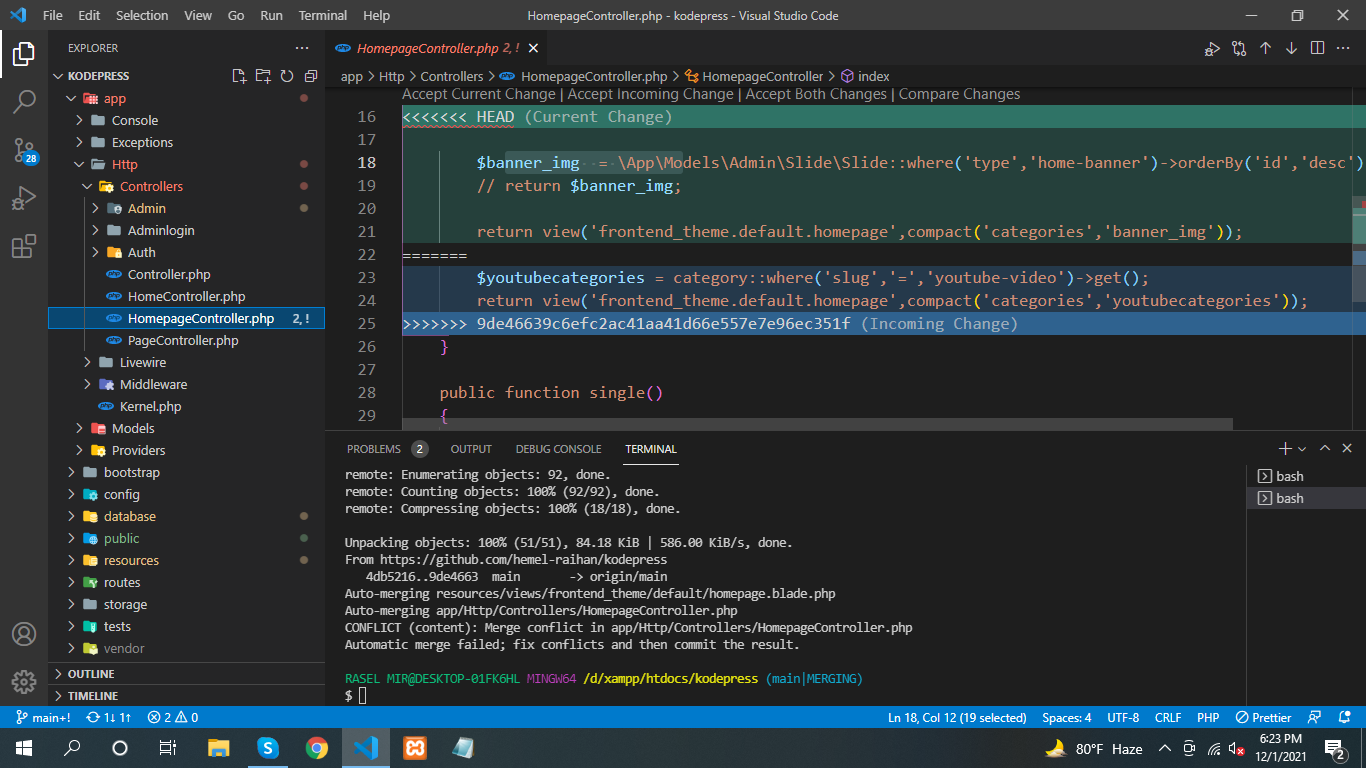 File Edit Selection View Go Run Terminal Help HomepageController.php - kodepress - Visual Studio Code
EXPLORER
KODEPRESS
app
Console
Exceptions
Http
Controllers
Admin
Adminlogin
Auth
Controller.php
HomeController.php
HomepageController.php 2, !
PageController.php
Livewire
Middleware
Kernel.php
Models
Providers
bootstrap
config
database
public
resources
routes
storage
tests
vendor
OUTLINE
TIMELINE
28
HomepageController.php 2, !
app > Http > Controllers > HomepageController.php > HomepageController > index
Accept Current Change | Accept Incoming Change | Accept Both Changes | Compare Changes
16 <<<<<<< HEAD (Current Change)
17
18 $banner_img  = \App\Models\Admin\Slide\Slide::where('type','home-banner')->orderBy('id','desc')
19 // return $banner_img;
20
21 return view('frontend_theme.default.homepage',compact('categories','banner_img'));
22 =======
23 $youtubecategories = category::where('slug','=','youtube-video')->get();
24 return view('frontend_theme.default.homepage',compact('categories','youtubecategories'));
25 >>>>>>> 9de46639c6efc2ac41aa41d66e557e7e96ec351f (Incoming Change)
26 }
27
28 public function single()
29 {
PROBLEMS 2 OUTPUT DEBUG CONSOLE TERMINAL
remote: Enumerating objects: 92, done.
remote: Counting objects: 100% (92/92), done.
remote: Compressing objects: 100% (18/18), done.
Unpacking objects: 100% (51/51), 84.18 KiB | 586.00 KiB/s, done.
From https://github.com/hemel-raihan/kodepress
4db5216..9de4663  main       -> origin/main
Auto-merging resources/views/frontend_theme/default/homepage.blade.php
Auto-merging app/Http/Controllers/HomepageController.php
CONFLICT (content): Merge conflict in app/Http/Controllers/HomepageController.php
Automatic merge failed; fix conflicts and then commit the result.
RASEL MIR@DESKTOP-01FK6HL MINGW64 /d/xampp/htdocs/kodepress (main|MERGING)
$
bash
bash
main+! 1↓ 1↑ 2 0 Ln 18, Col 12 (19 selected) Spaces: 4 UTF-8 CRLF PHP Prettier
80°F Haze 6:23 PM
12/1/2021
2